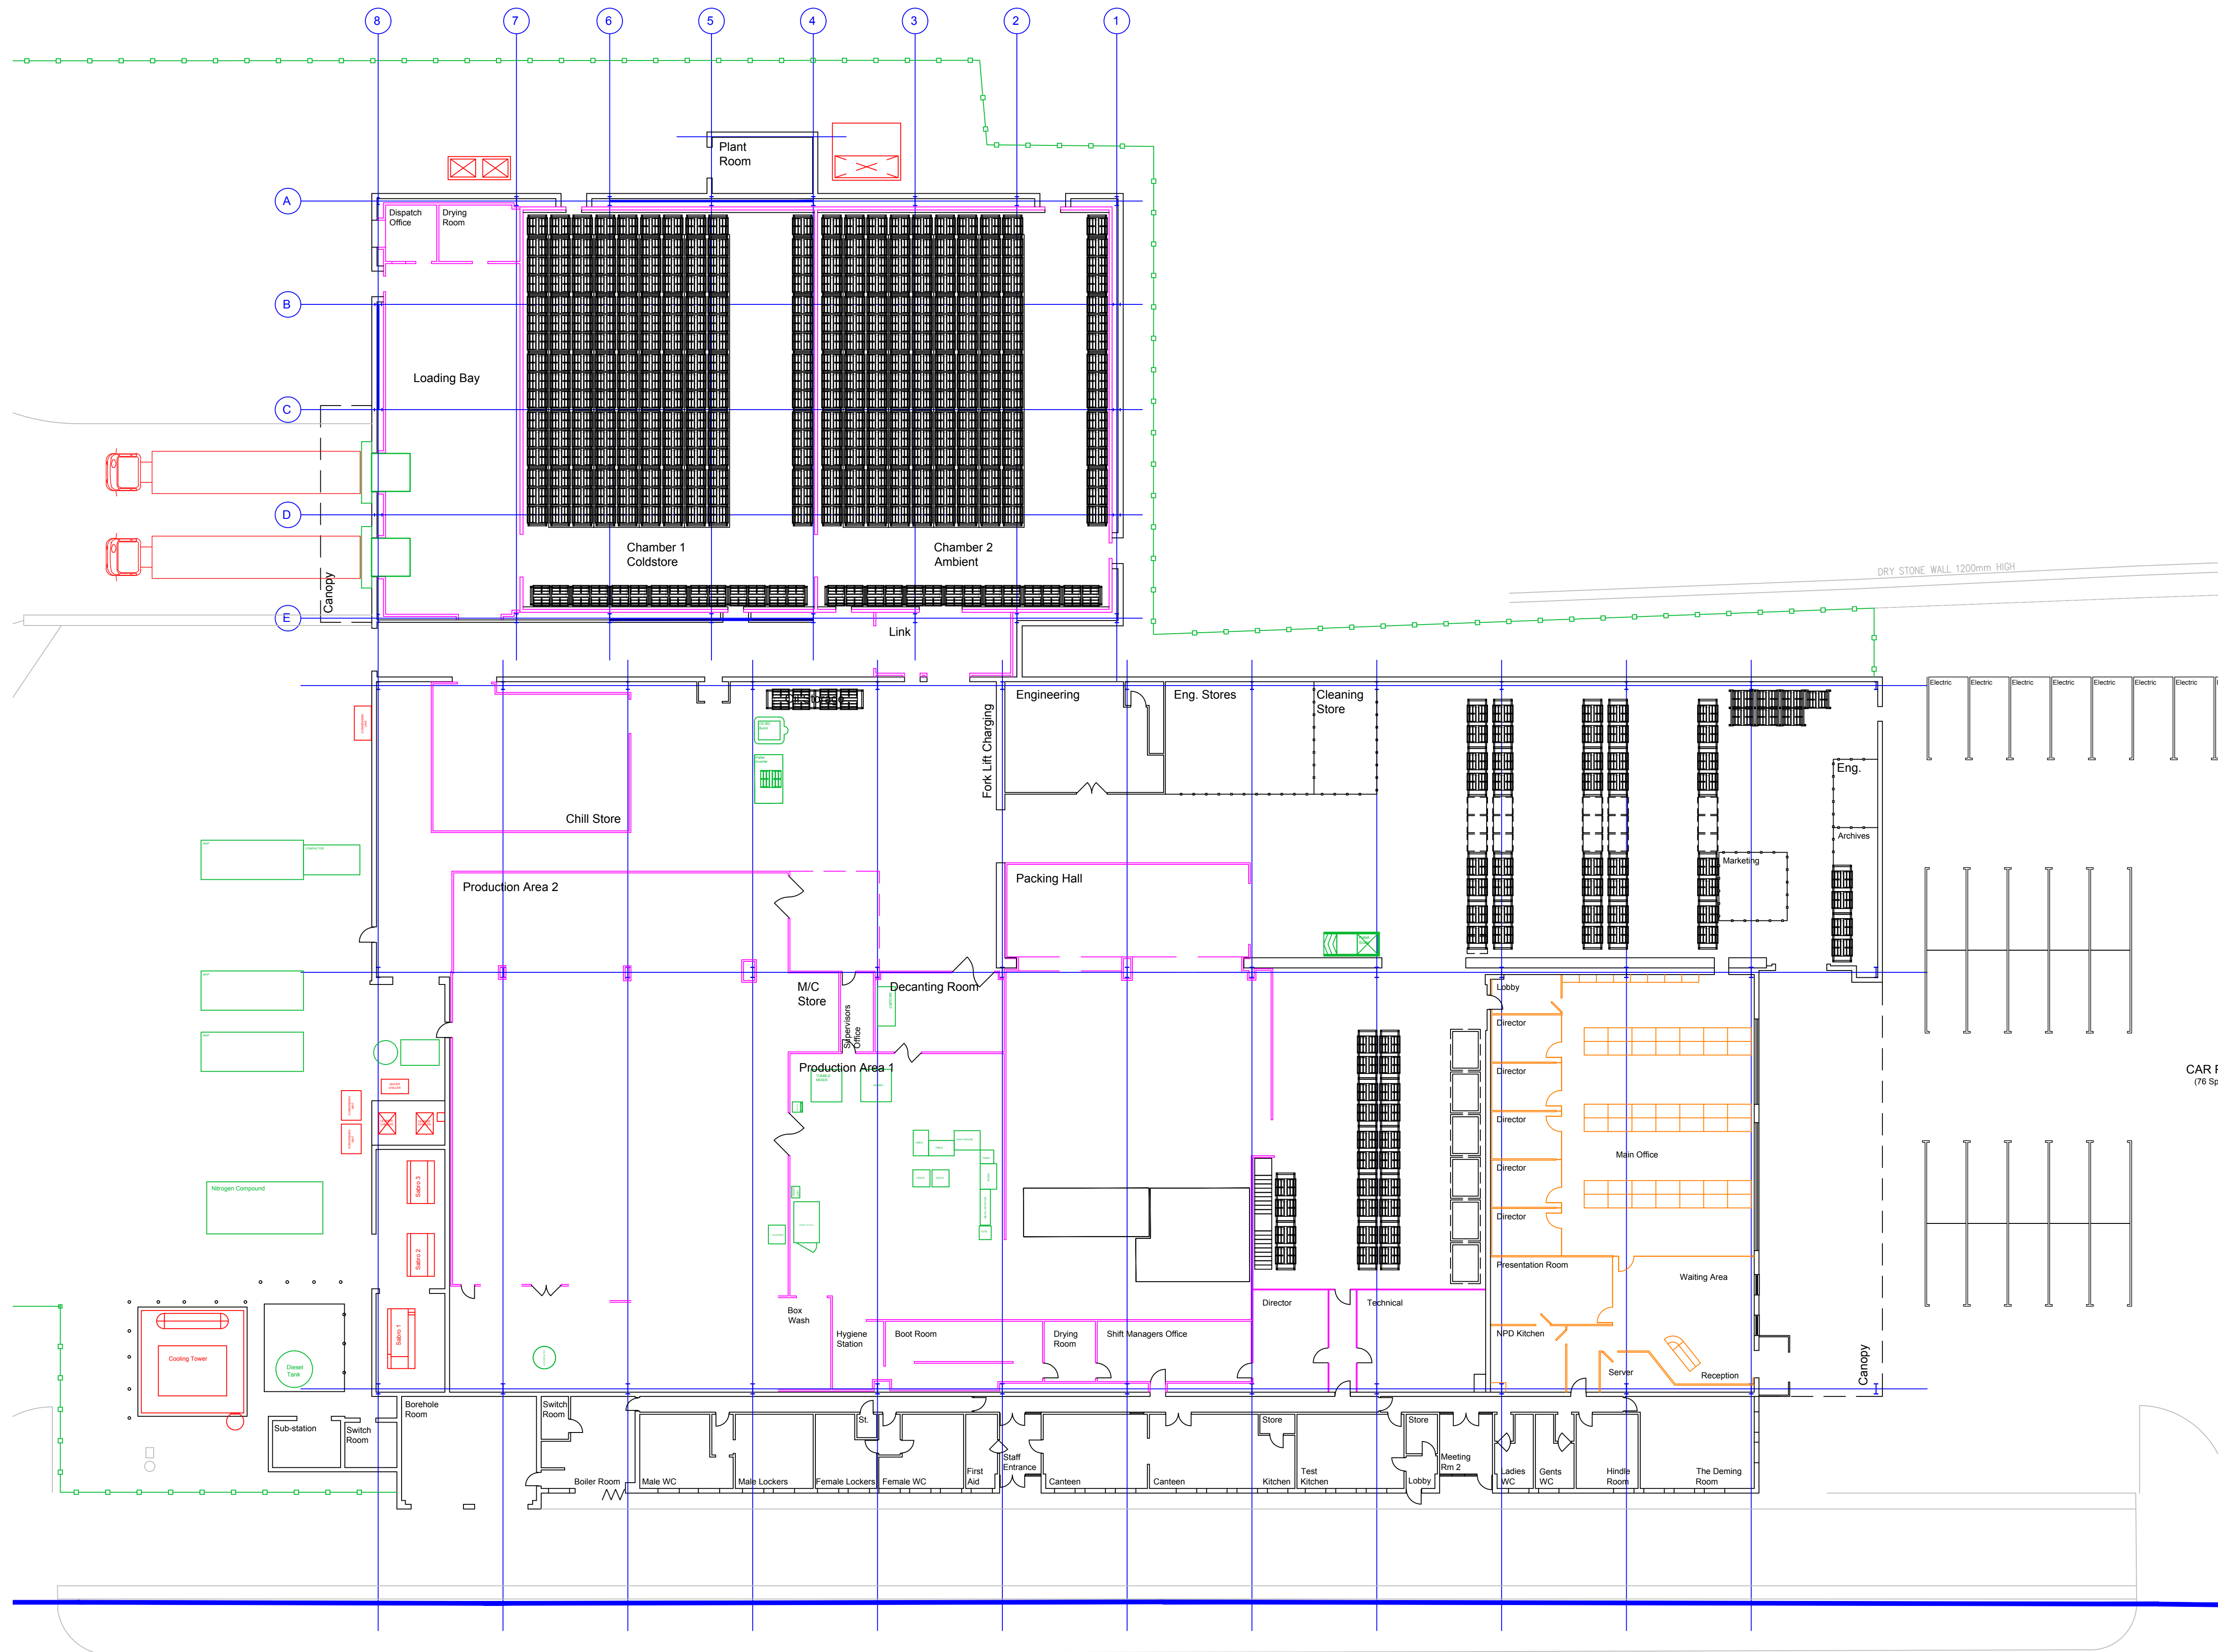 8
7
6
5
4
3
2
1
Plant
Room
A
Dispatch
Office
Drying
Room
B
Loading Bay
C
D
Chamber 1
Coldstore
Chamber 2
Ambient
DRY STONE WALL 1200mm HIGH
Canopy
E
Link
Engineering
Eng. Stores
Cleaning
Store
Fork Lift Charging
Electric
Electric
Electric
Electric
Electric
Electric
Electric
Eng.
Chill Store
Archives
Marketing
Production Area 2
Packing Hall
M/C
Store
Supervisors
Office
Decanting Room
Lobby
Director
Production Area 1
Director
CAR
(76 Sp
Director
Main Office
Director
Nitrogen Compound
Sabro 3
Director
Sabro 2
Presentation Room
Waiting Area
Box
Wash
Director
Technical
Sabro 1
Hygiene
Station
Boot Room
Drying
Room
Shift Managers Office
NPD Kitchen
Cooling Tower
Diesel
Tank
Server
Reception
Canopy
Borehole
Room
Switch
Room
St.
Store
Store
Sub-station
Switch
Room
Boiler Room
Male WC
Male Lockers
Female Lockers
Female WC
First
Aid
Staff
Entrance
Canteen
Canteen
Kitchen
Test
Kitchen
Lobby
Meeting
Rm 2
Ladies
WC
Gents
WC
Hindle
Room
The Deming
Room